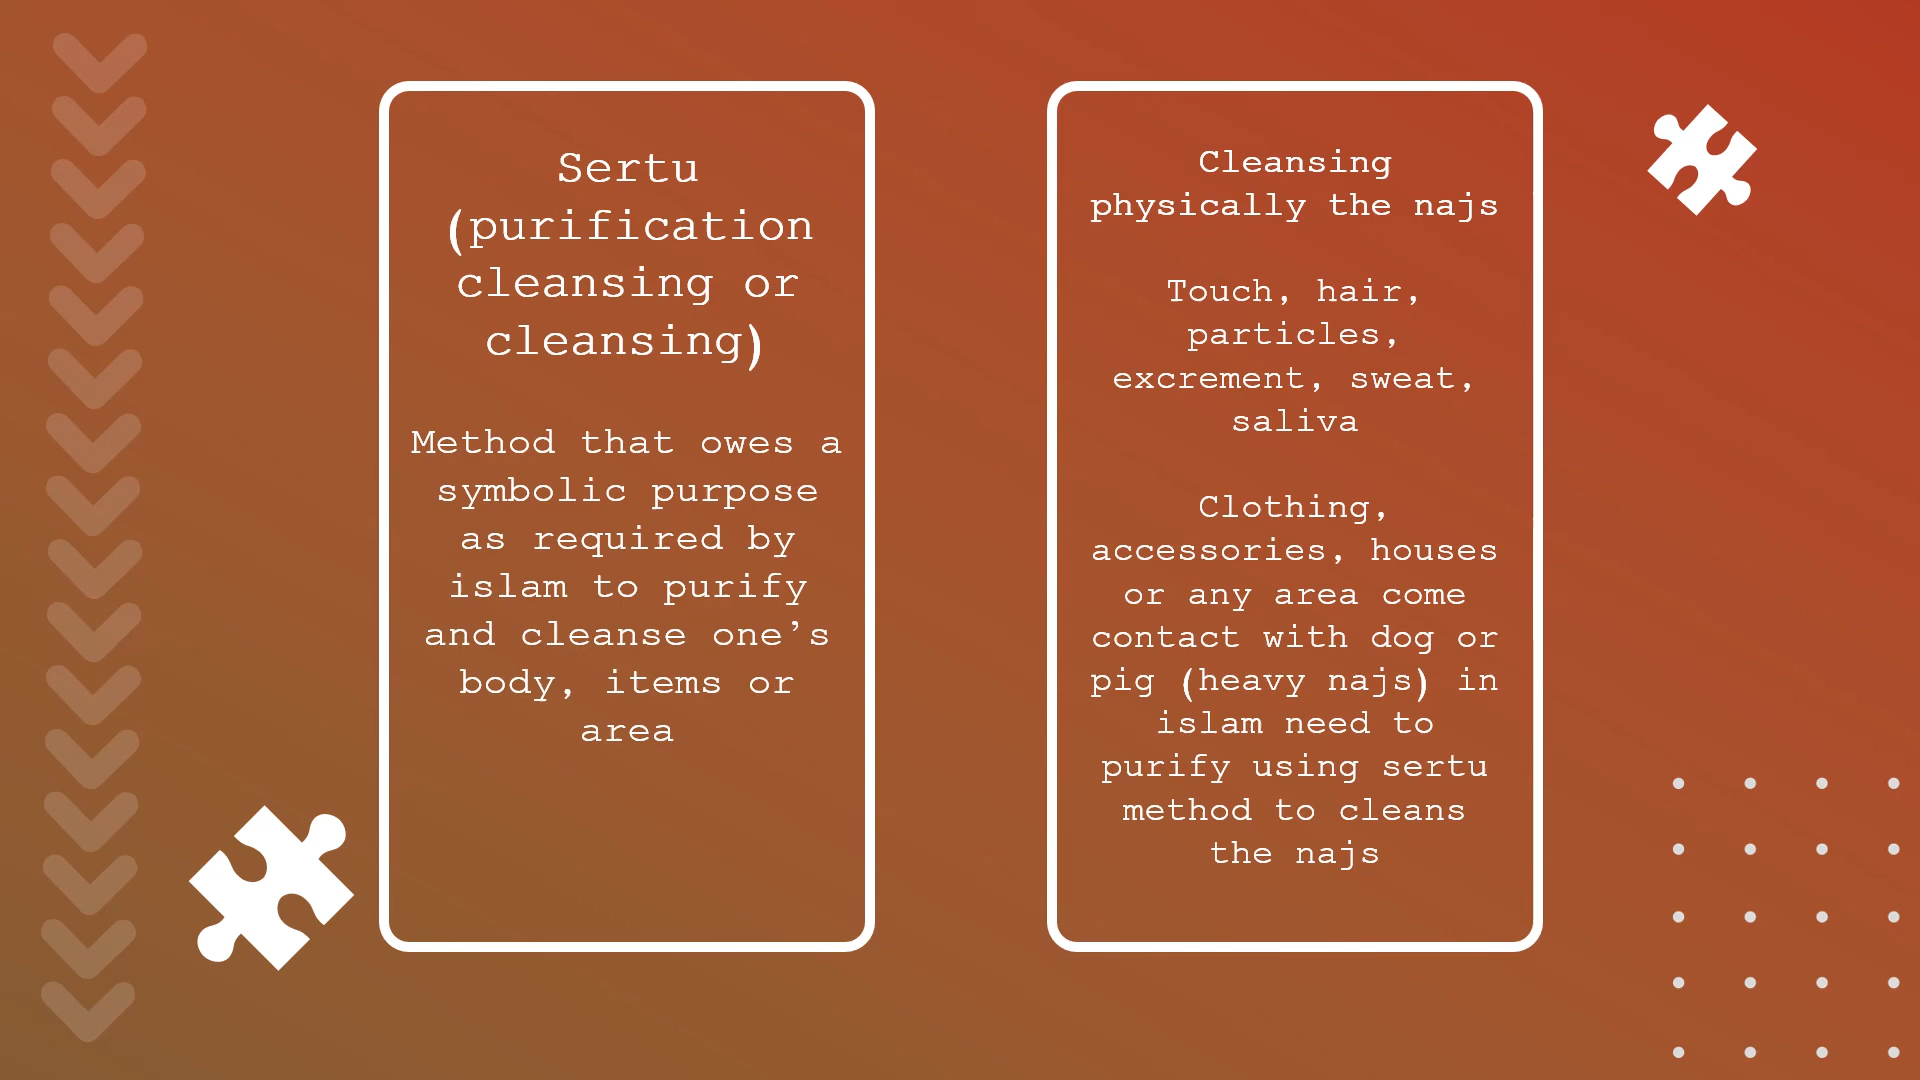 Sertu
(purification
cleansing or
cleansing)
Method that owes a
symbolic purpose
as required by
islam to purify
and cleanse one’s
body, items or
area
Cleansing
physically the najs
Touch, hair,
particles,
excrement, sweat,
saliva
Clothing,
accessories, houses
or any area come
contact with dog or
pig (heavy najs) in
islam need to
purify using sertu
method to cleans
the najs